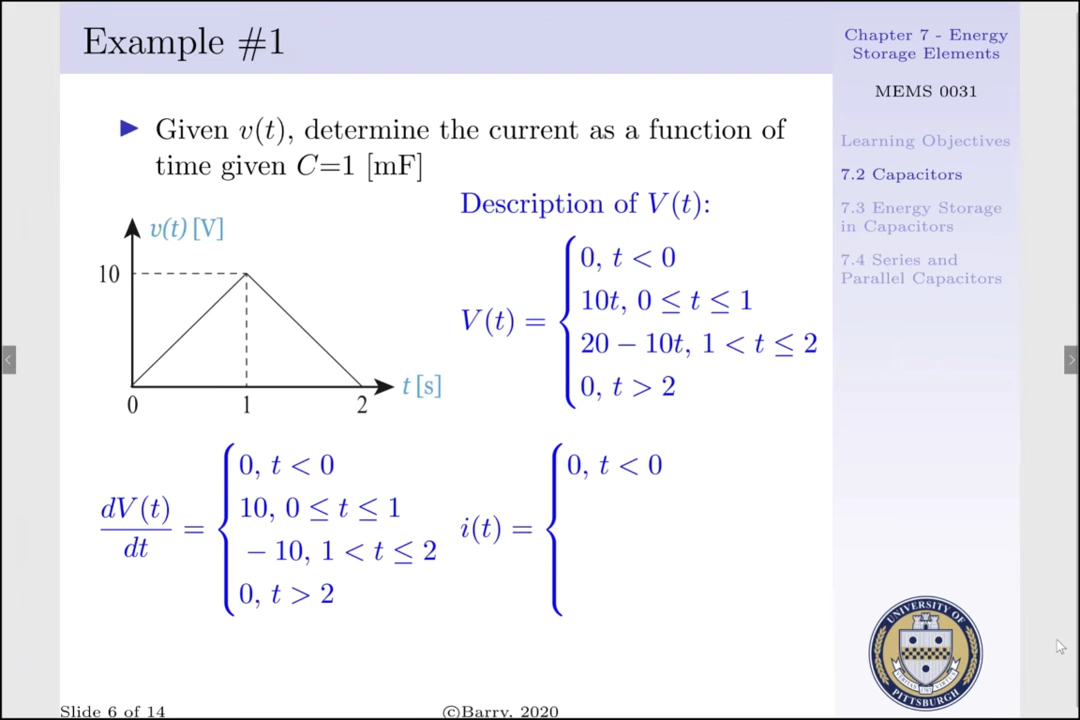 Example #1
Chapter 7 - Energy
Storage Elements
MEMS 0031
Learning Objectives
7.2 Capacitors
7.3 Energy Storage
in Capacitors
7.4 Series and
Parallel Capacitors
▶ Given v(t), determine the current as a function of
time given C=1 [mF]
Description of V(t):
v(t) [V]
10
t [s]
0 1 2
V(t) =
0, t < 0
10t, 0 ≤ t ≤ 1
20 − 10t, 1 < t ≤ 2
0, t > 2
dV(t)
dt
=
0, t < 0
10, 0 ≤ t ≤ 1
− 10, 1 < t ≤ 2
0, t > 2
i(t) =
0, t < 0
UNIVERSITY OF
PITTSBURGH
Slide 6 of 14
©Barry, 2020